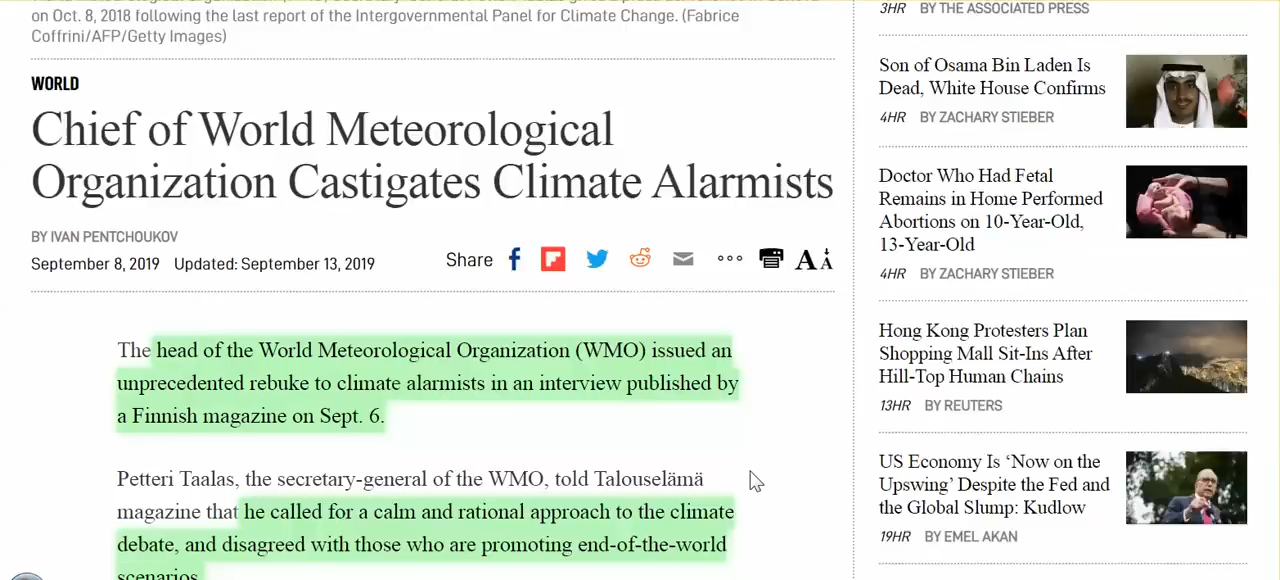 on Oct. 8, 2018 following the last report of the Intergovernmental Panel for Climate Change. (Fabrice
Coffrini/AFP/Getty Images)
WORLD
Chief of World Meteorological
Organization Castigates Climate Alarmists
BY IVAN PENTCHOUKOV
September 8, 2019 Updated: September 13, 2019
Share
The head of the World Meteorological Organization (WMO) issued an
unprecedented rebuke to climate alarmists in an interview published by
a Finnish magazine on Sept. 6.
Petteri Taalas, the secretary-general of the WMO, told Talouselämä
magazine that he called for a calm and rational approach to the climate
debate, and disagreed with those who are promoting end-of-the-world
scenarios.
3HR BY THE ASSOCIATED PRESS
Son of Osama Bin Laden Is
Dead, White House Confirms
4HR BY ZACHARY STIEBER
Doctor Who Had Fetal
Remains in Home Performed
Abortions on 10-Year-Old,
13-Year-Old
4HR BY ZACHARY STIEBER
Hong Kong Protesters Plan
Shopping Mall Sit-Ins After
Hill-Top Human Chains
13HR BY REUTERS
US Economy Is ‘Now on the
Upswing’ Despite the Fed and
the Global Slump: Kudlow
19HR BY EMEL AKAN